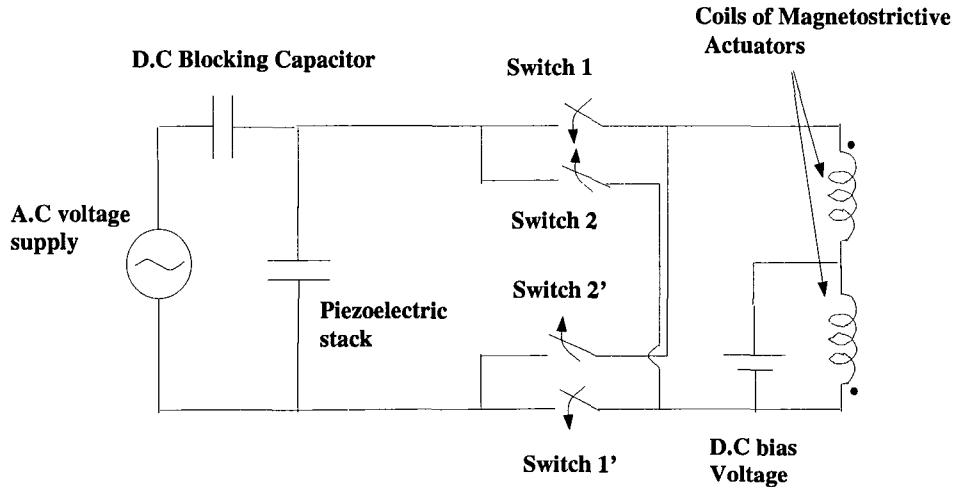 Coils of Magnetostrictive
Actuators
D.C Blocking Capacitor
Switch 1
A.C voltage
supply
Switch 2
Switch 2’
Piezoelectric
stack
Switch 1’
D.C bias
Voltage